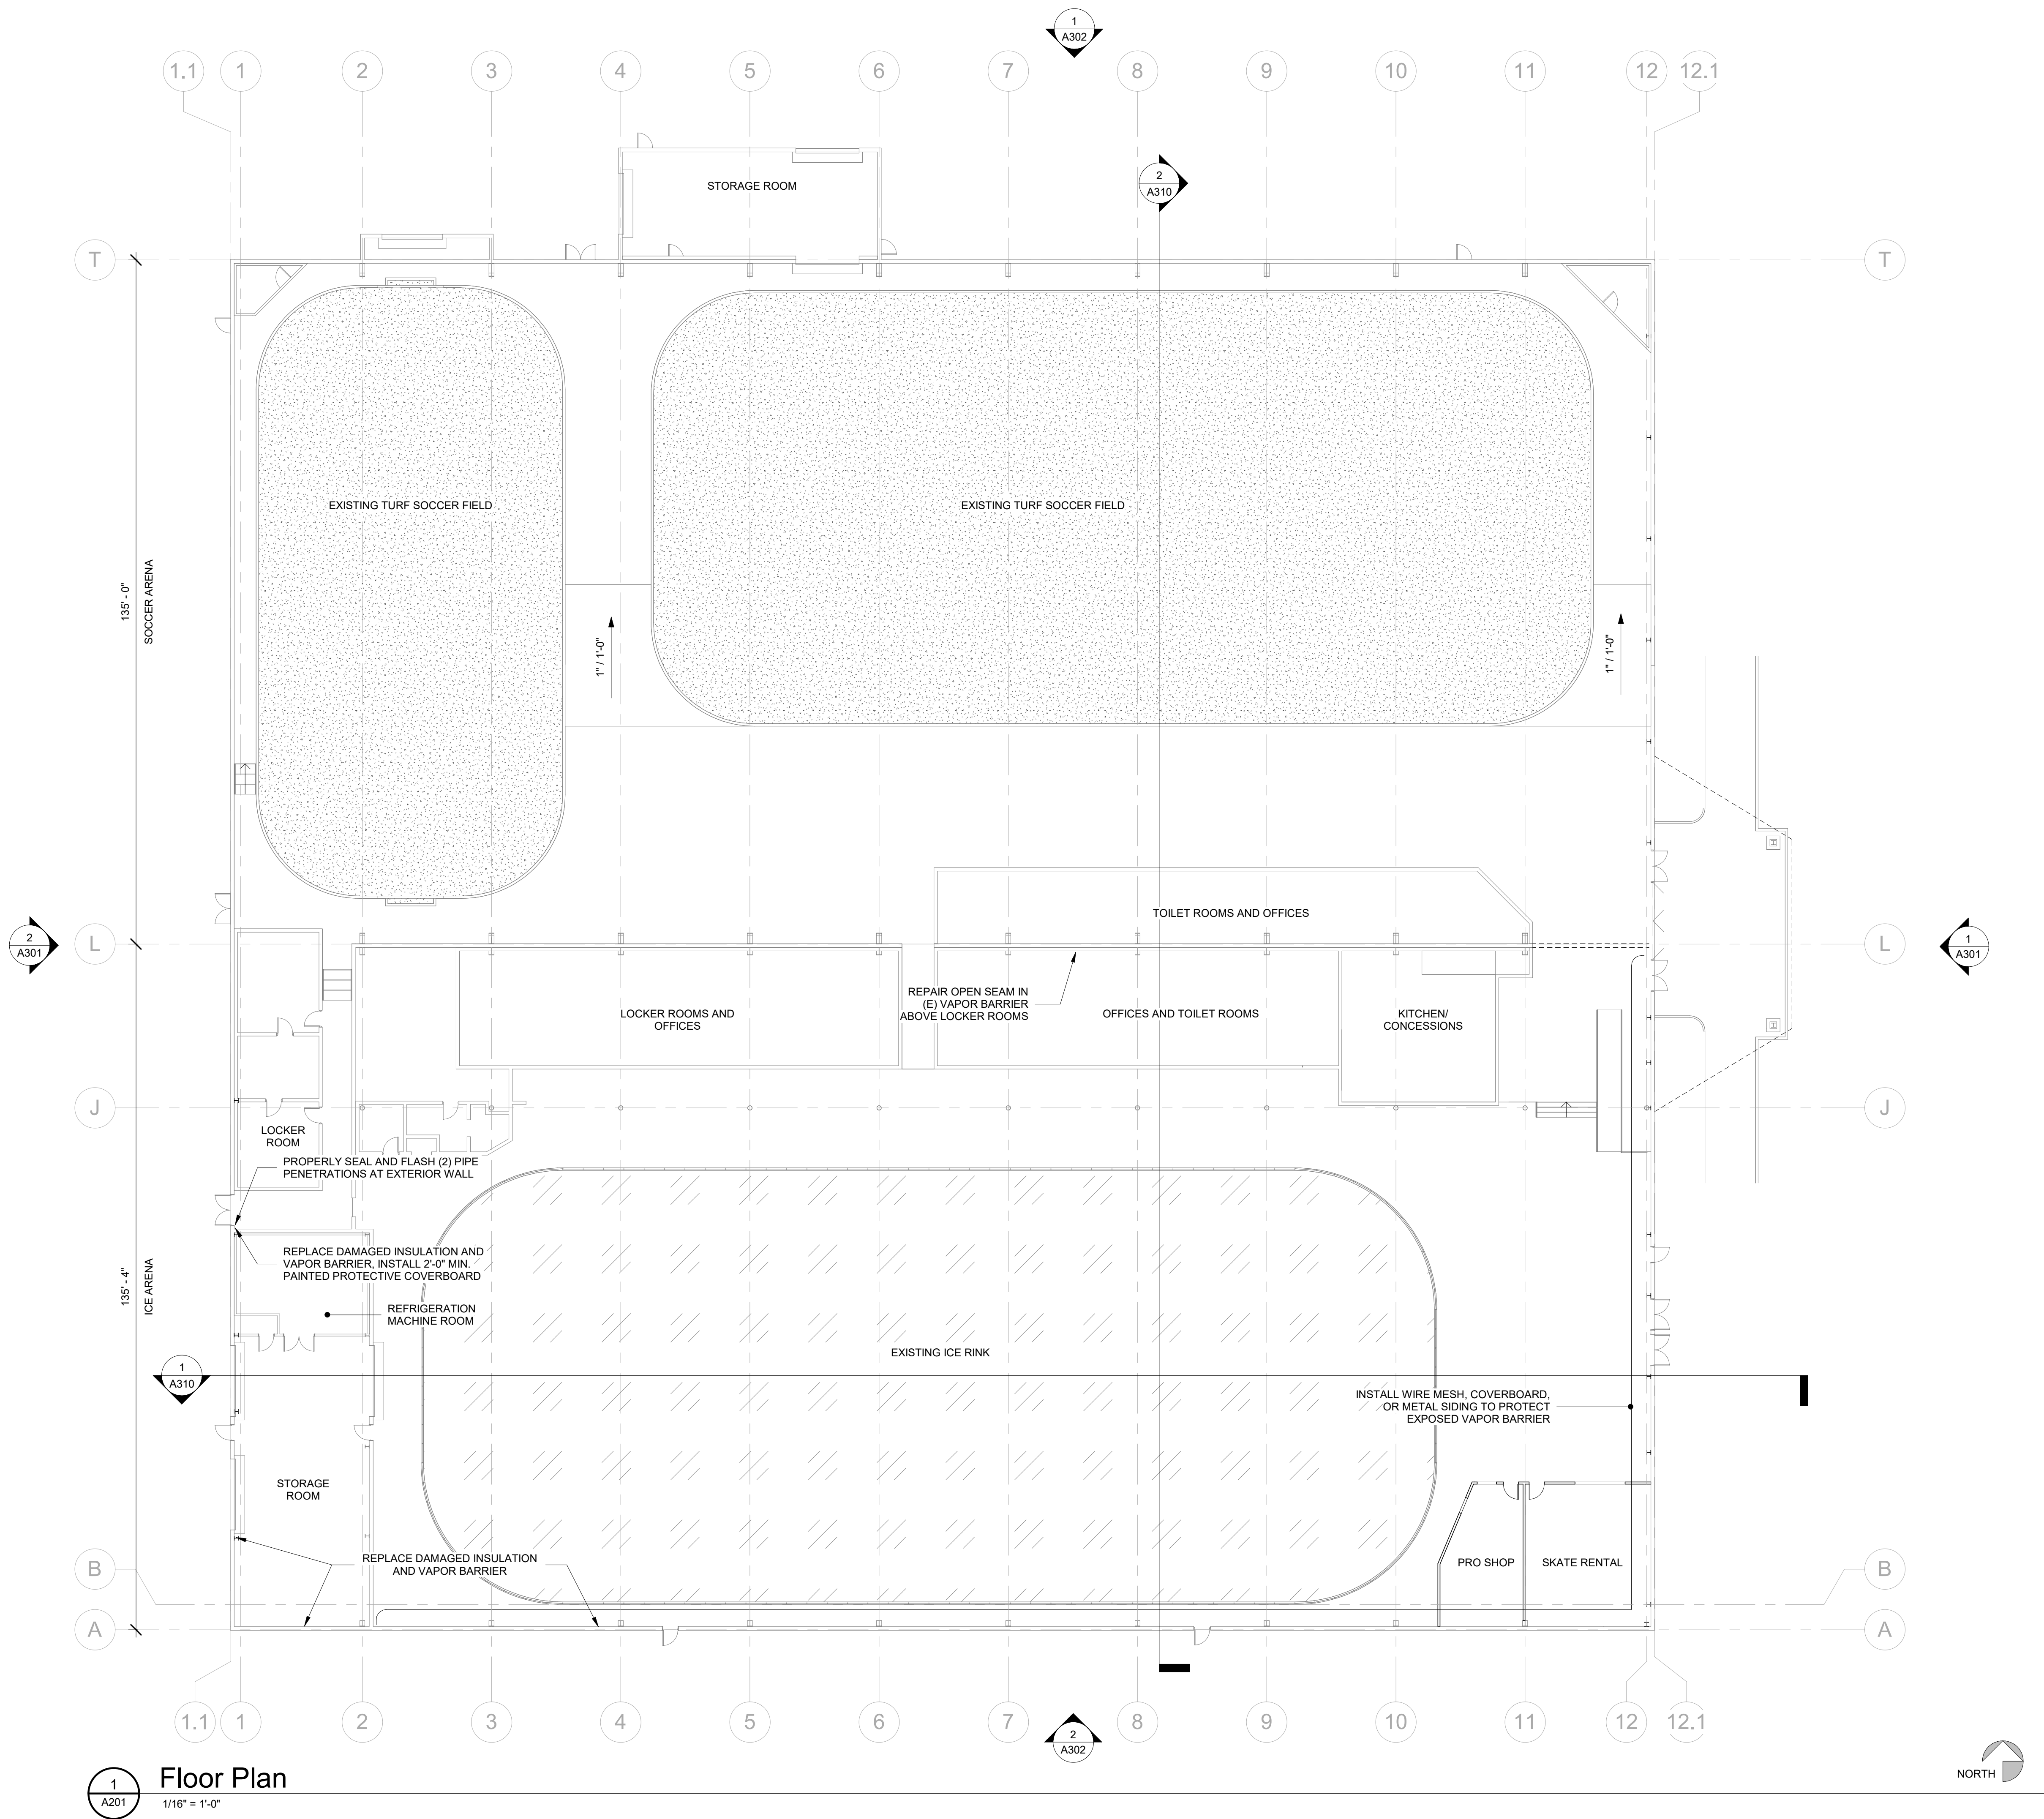 1
A302
1.1
1
2
3
4
5
6
7
8
9
10
11
12
12.1
STORAGE ROOM
2
A310
T
T
EXISTING TURF SOCCER FIELD
EXISTING TURF SOCCER FIELD
135' - 0"
SOCCER ARENA
1" / 1'-0"
1" / 1'-0"
TOILET ROOMS AND OFFICES
2
A301
L
L
1
A301
REPAIR OPEN SEAM IN
(E) VAPOR BARRIER
ABOVE LOCKER ROOMS
LOCKER ROOMS AND
OFFICES
OFFICES AND TOILET ROOMS
KITCHEN/
CONCESSIONS
J
J
LOCKER
ROOM
PROPERLY SEAL AND FLASH (2) PIPE
PENETRATIONS AT EXTERIOR WALL
REPLACE DAMAGED INSULATION AND
VAPOR BARRIER, INSTALL 2'-0" MIN.
PAINTED PROTECTIVE COVERBOARD
135' - 4"
ICE ARENA
REFRIGERATION
MACHINE ROOM
EXISTING ICE RINK
1
A310
INSTALL WIRE MESH, COVERBOARD,
OR METAL SIDING TO PROTECT
EXPOSED VAPOR BARRIER
STORAGE
ROOM
REPLACE DAMAGED INSULATION
AND VAPOR BARRIER
PRO SHOP
SKATE RENTAL
B
B
A
A
1.1
1
2
3
4
5
6
7
8
9
10
11
12
12.1
2
A302
1
A201
Floor Plan
1/16" = 1'-0"
NORTH